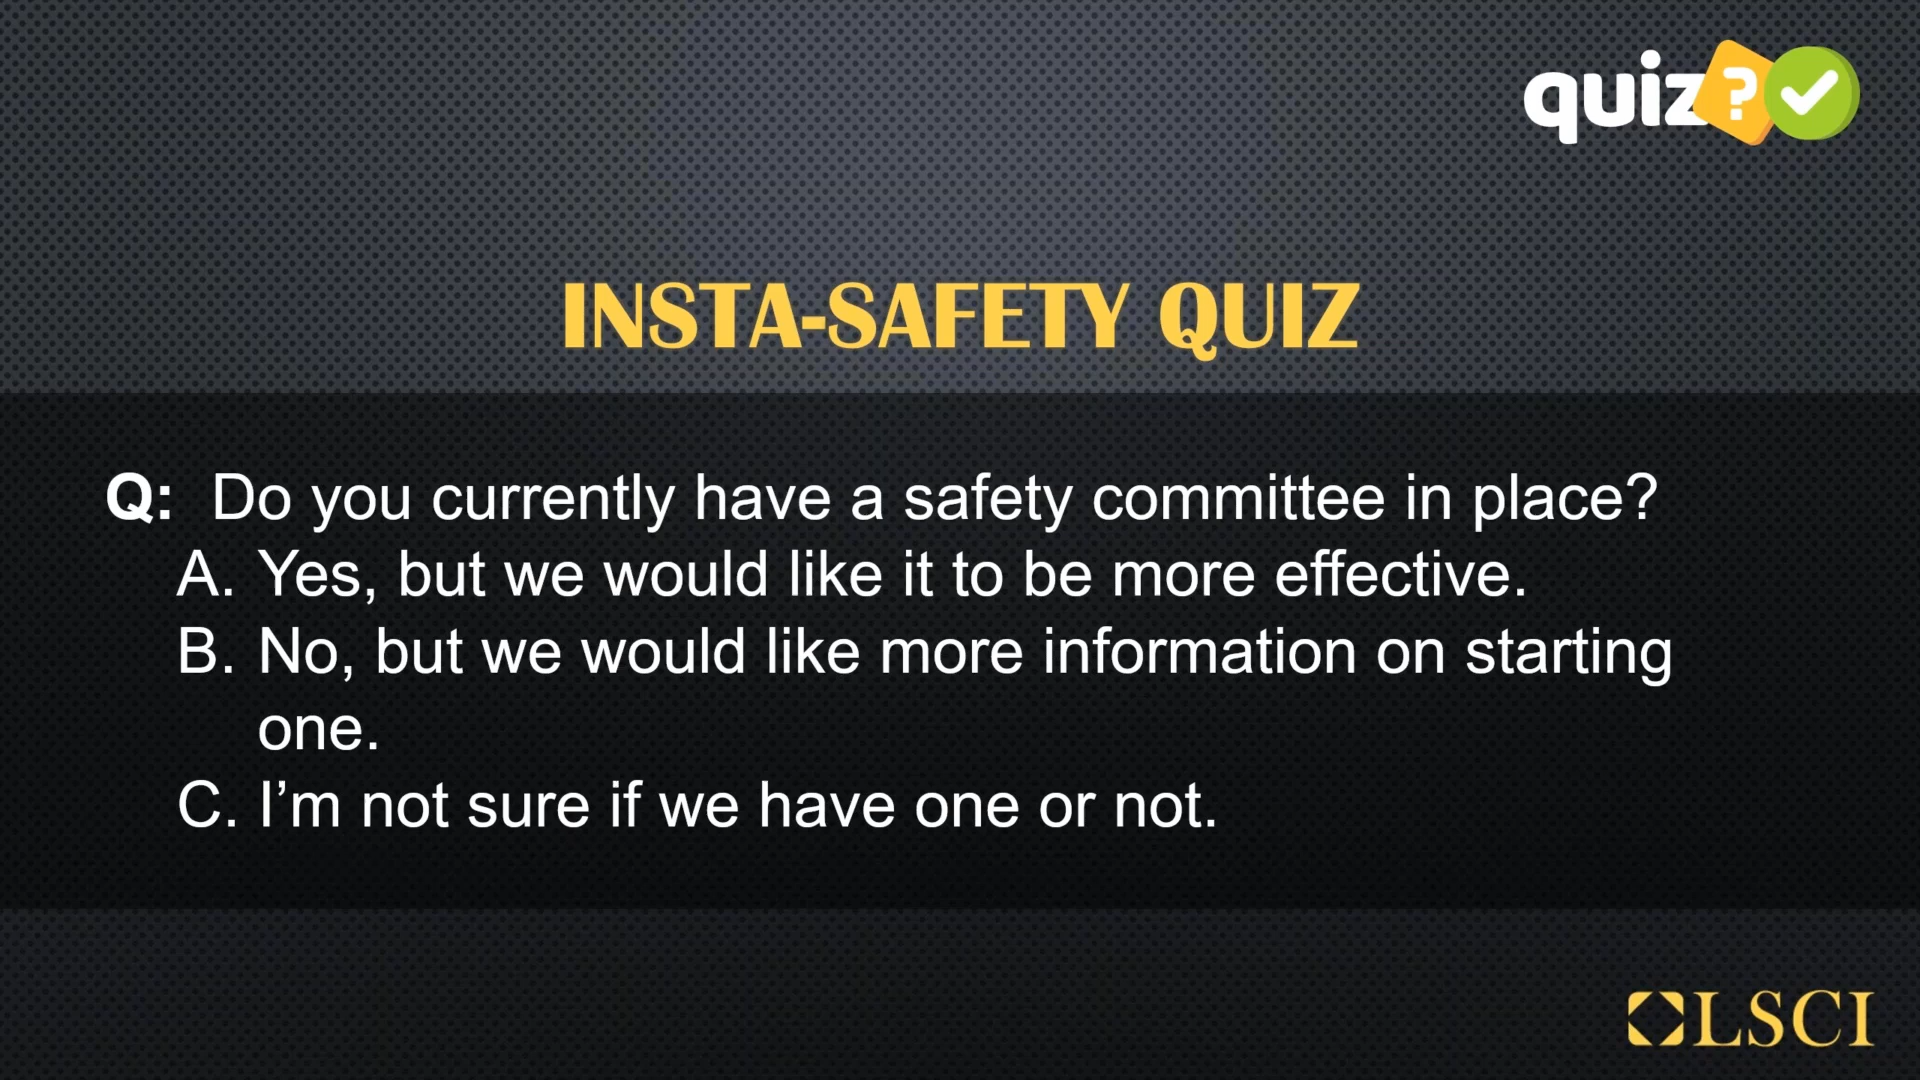 quiz?
INSTA-SAFETY QUIZ
Q: Do you currently have a safety committee in place?
A. Yes, but we would like it to be more effective.
B. No, but we would like more information on starting
one.
C. I’m not sure if we have one or not.
LSCI